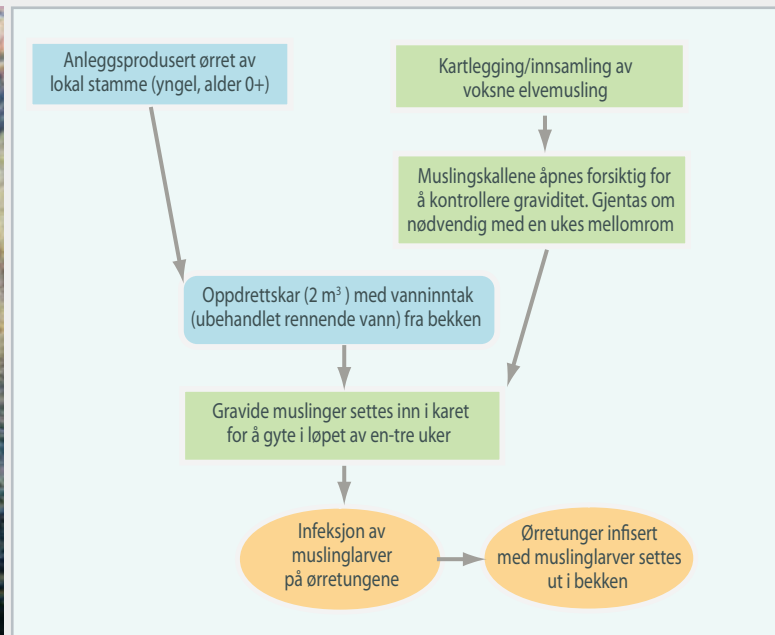 Anleggsprodusert ørret av
lokal stamme (yngel, alder 0+)
Kartlegging/innsamling av
voksne elvemusling
Muslingskallene åpnes forsiktig for
å kontrollere graviditet. Gjentas om
nødvendig med en ukes mellomrom
Oppdrettskar (2 m³ ) med vanninntak
(ubehandlet rennende vann) fra bekken
Gravide muslinger settes inn i karet
for å gyte i løpet av en-tre uker
Infeksjon av
muslinglarver
på ørretungene
Ørretunger infisert
med muslinglarver settes
ut i bekken